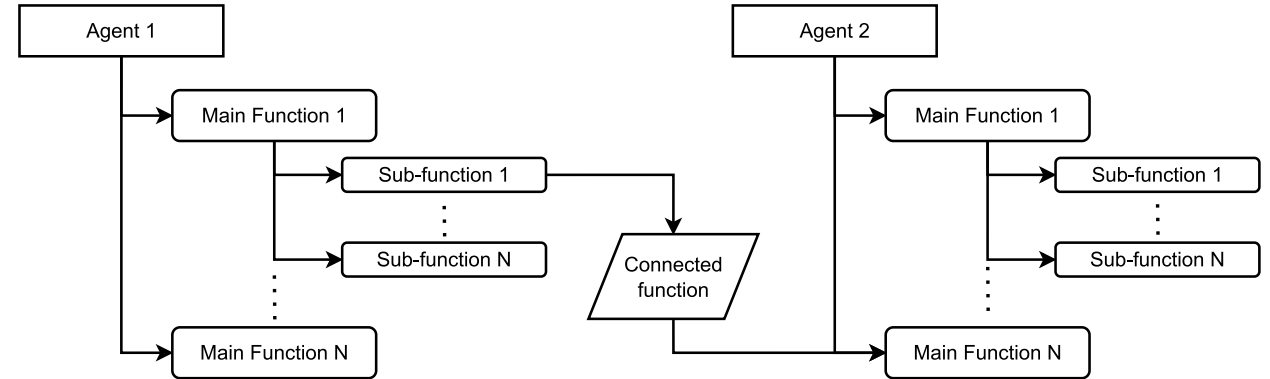 Agent 1
Main Function 1
Sub-function 1
Sub-function N
Main Function N
Connected
function
Agent 2
Main Function 1
Sub-function 1
Sub-function N
Main Function N